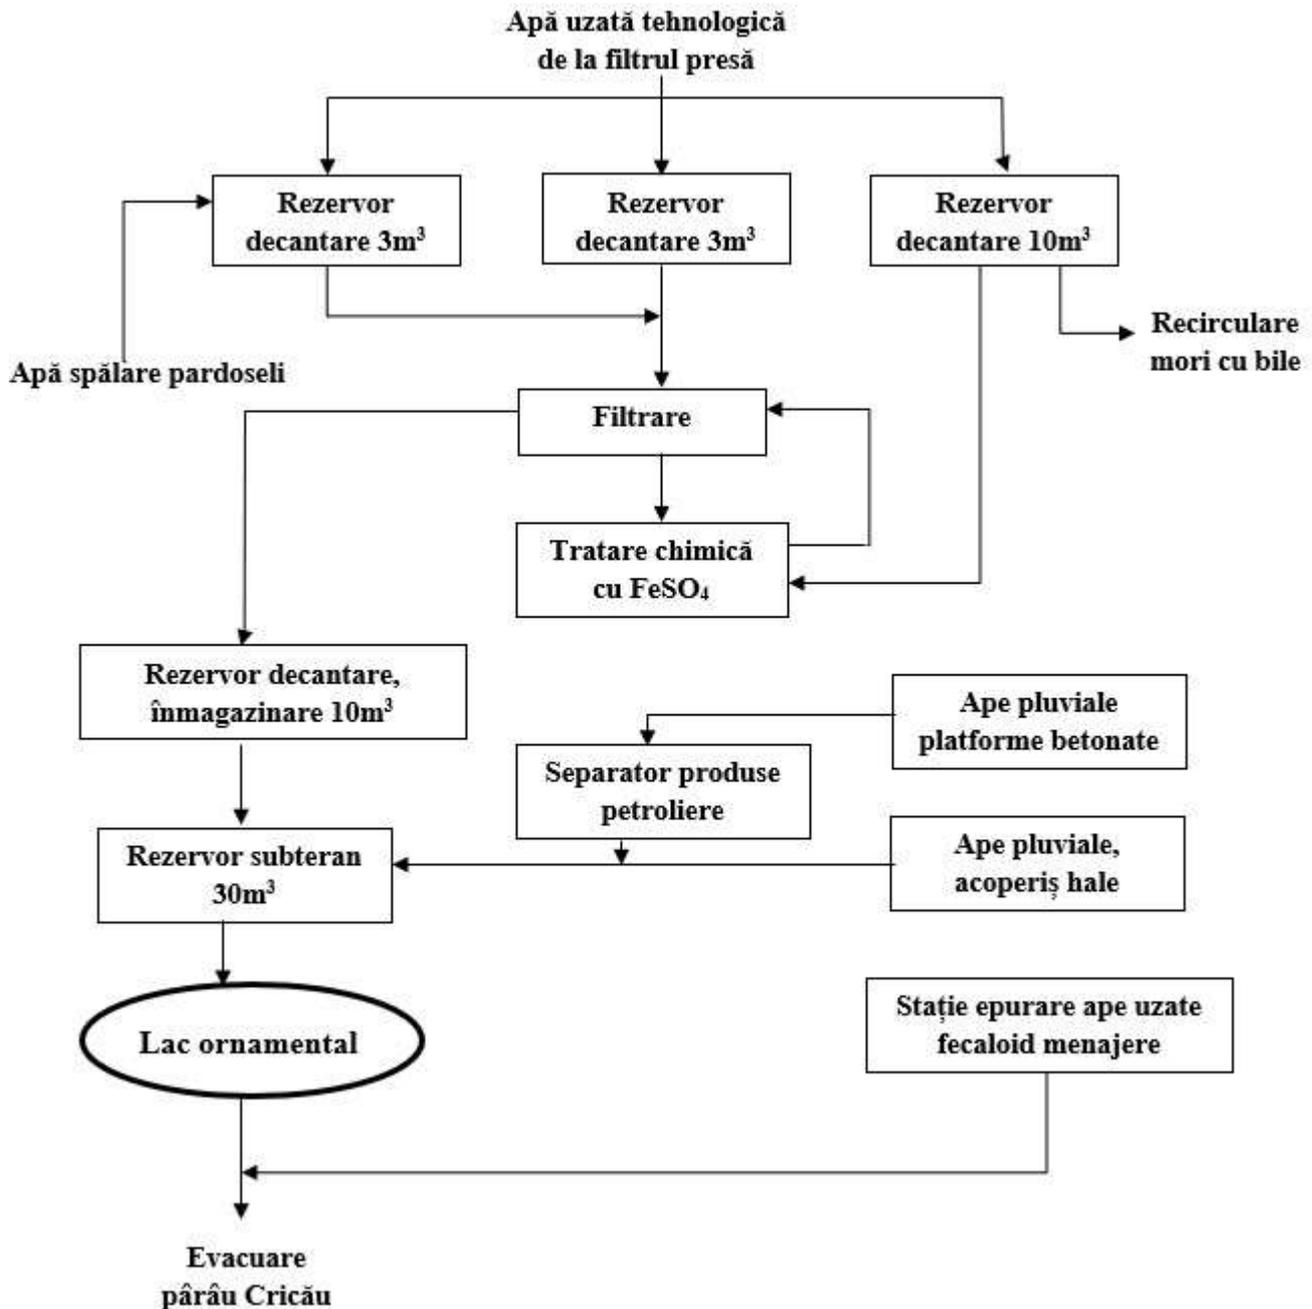 Apă uzată tehnologică
de la filtrul presă
Rezervor
decantare 3m³
Rezervor
decantare 3m³
Rezervor
decantare 10m³
Recirculare
mori cu bile
Apă spălare pardoseli
Filtrare
Tratare chimică
cu FeSO₄
Rezervor decantare,
înmagazinare 10m³
Ape pluviale
platforme betonate
Separator produse
petroliere
Rezervor subteran
30m³
Ape pluviale,
acoperiș hale
Lac ornamental
Stație epurare ape uzate
fecaloid menajere
Evacuare
pârâu Cricău